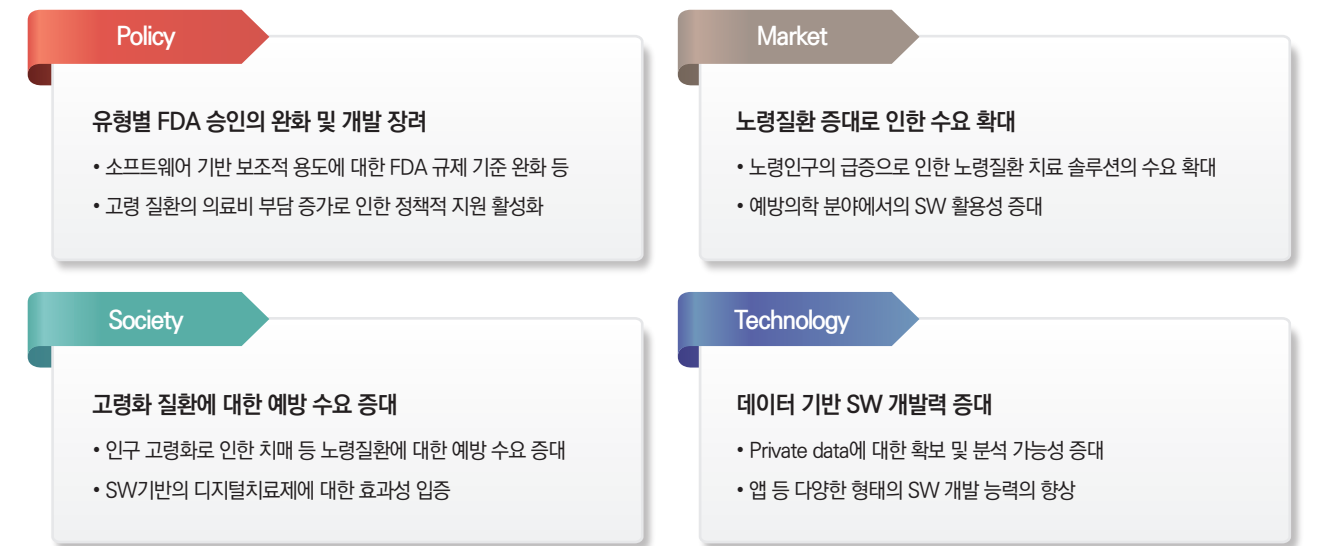 Policy
유형별 FDA 승인의 완화 및 개발 장려
• 소프트웨어 기반 보조적 용도에 대한 FDA 규제 기준 완화 등
• 고령 질환의 의료비 부담 증가로 인한 정책적 지원 활성화
Market
노령질환 증대로 인한 수요 확대
• 노령인구의 급증으로 인한 노령질환 치료 솔루션의 수요 확대
• 예방의학 분야에서의 SW 활용성 증대
Society
고령화 질환에 대한 예방 수요 증대
• 인구 고령화로 인한 치매 등 노령질환에 대한 예방 수요 증대
• SW기반의 디지털치료제에 대한 효과성 입증
Technology
데이터 기반 SW 개발력 증대
• Private data에 대한 확보 및 분석 가능성 증대
• 앱 등 다양한 형태의 SW 개발 능력의 향상